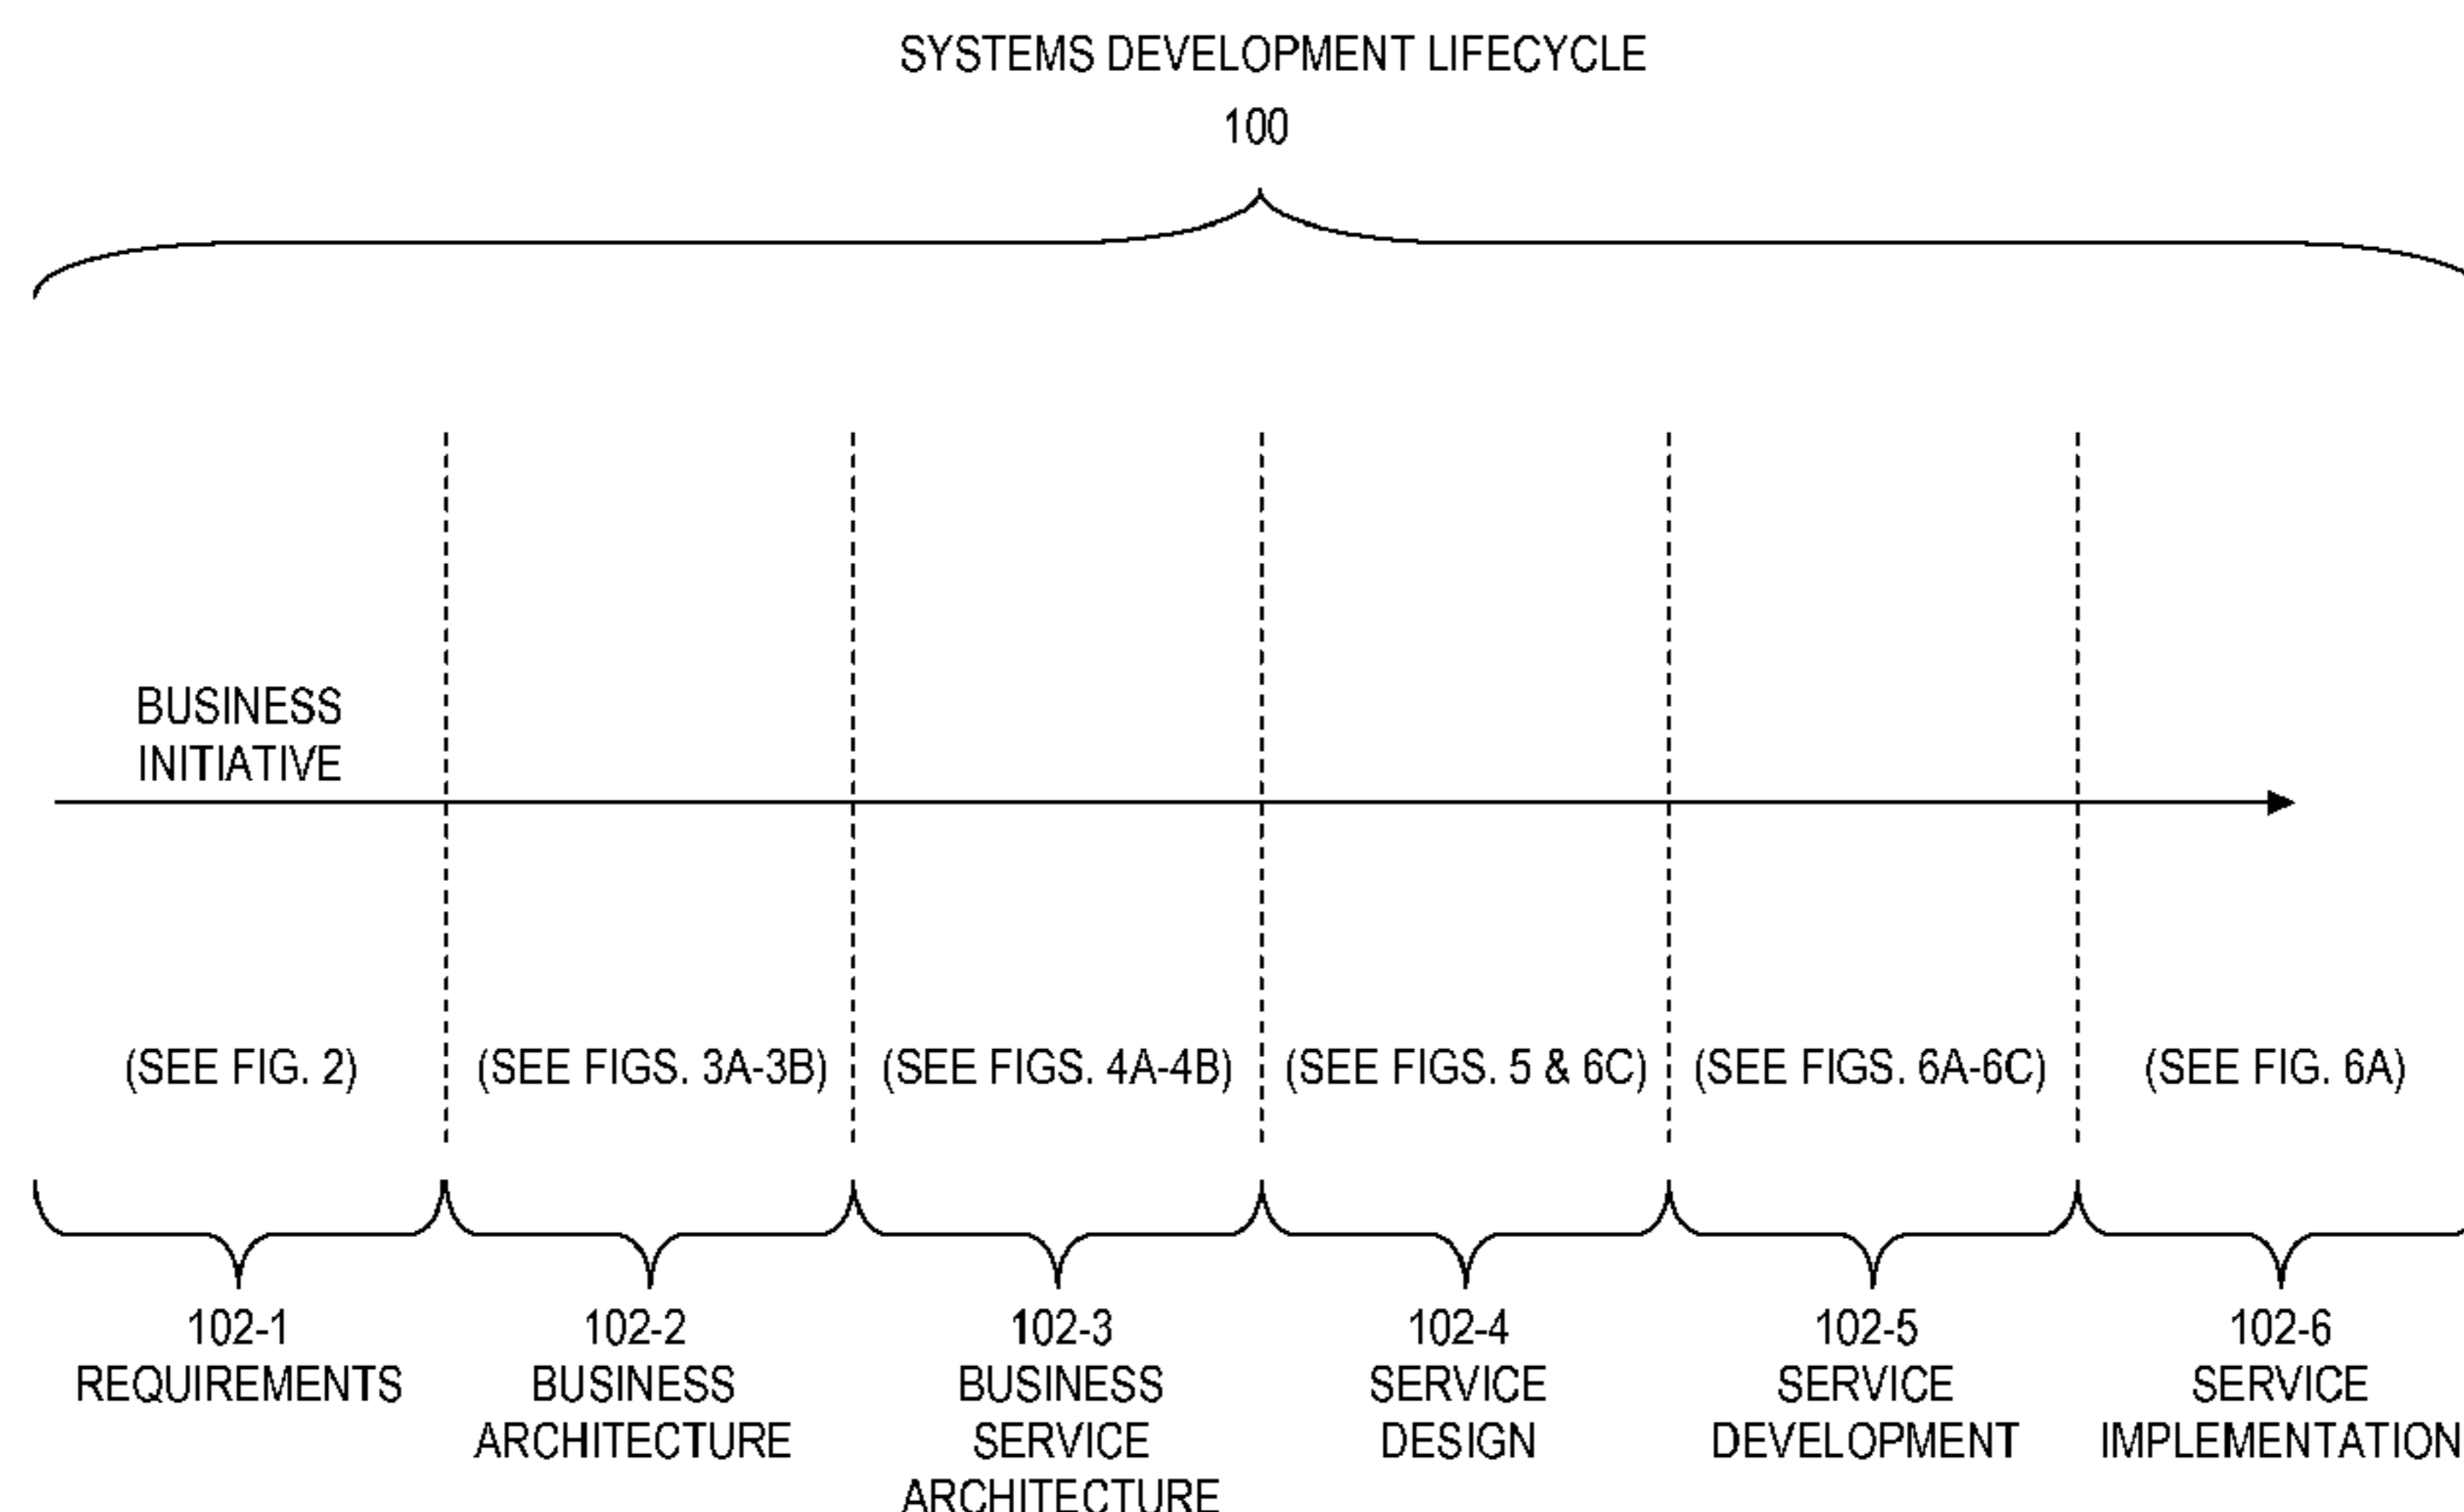 SYSTEMS DEVELOPMENT LIFECYCLE
100
BUSINESS
INITIATIVE
(SEE FIG. 2)
(SEE FIGS. 3A-3B)
(SEE FIGS. 4A-4B)
(SEE FIGS. 5 & 6C)
(SEE FIGS. 6A-6C)
(SEE FIG. 6A)
102-1
REQUIREMENTS
102-2
BUSINESS
ARCHITECTURE
102-3
BUSINESS
SERVICE
ARCHITECTURE
102-4
SERVICE
DESIGN
102-5
SERVICE
DEVELOPMENT
102-6
SERVICE
IMPLEMENTATION